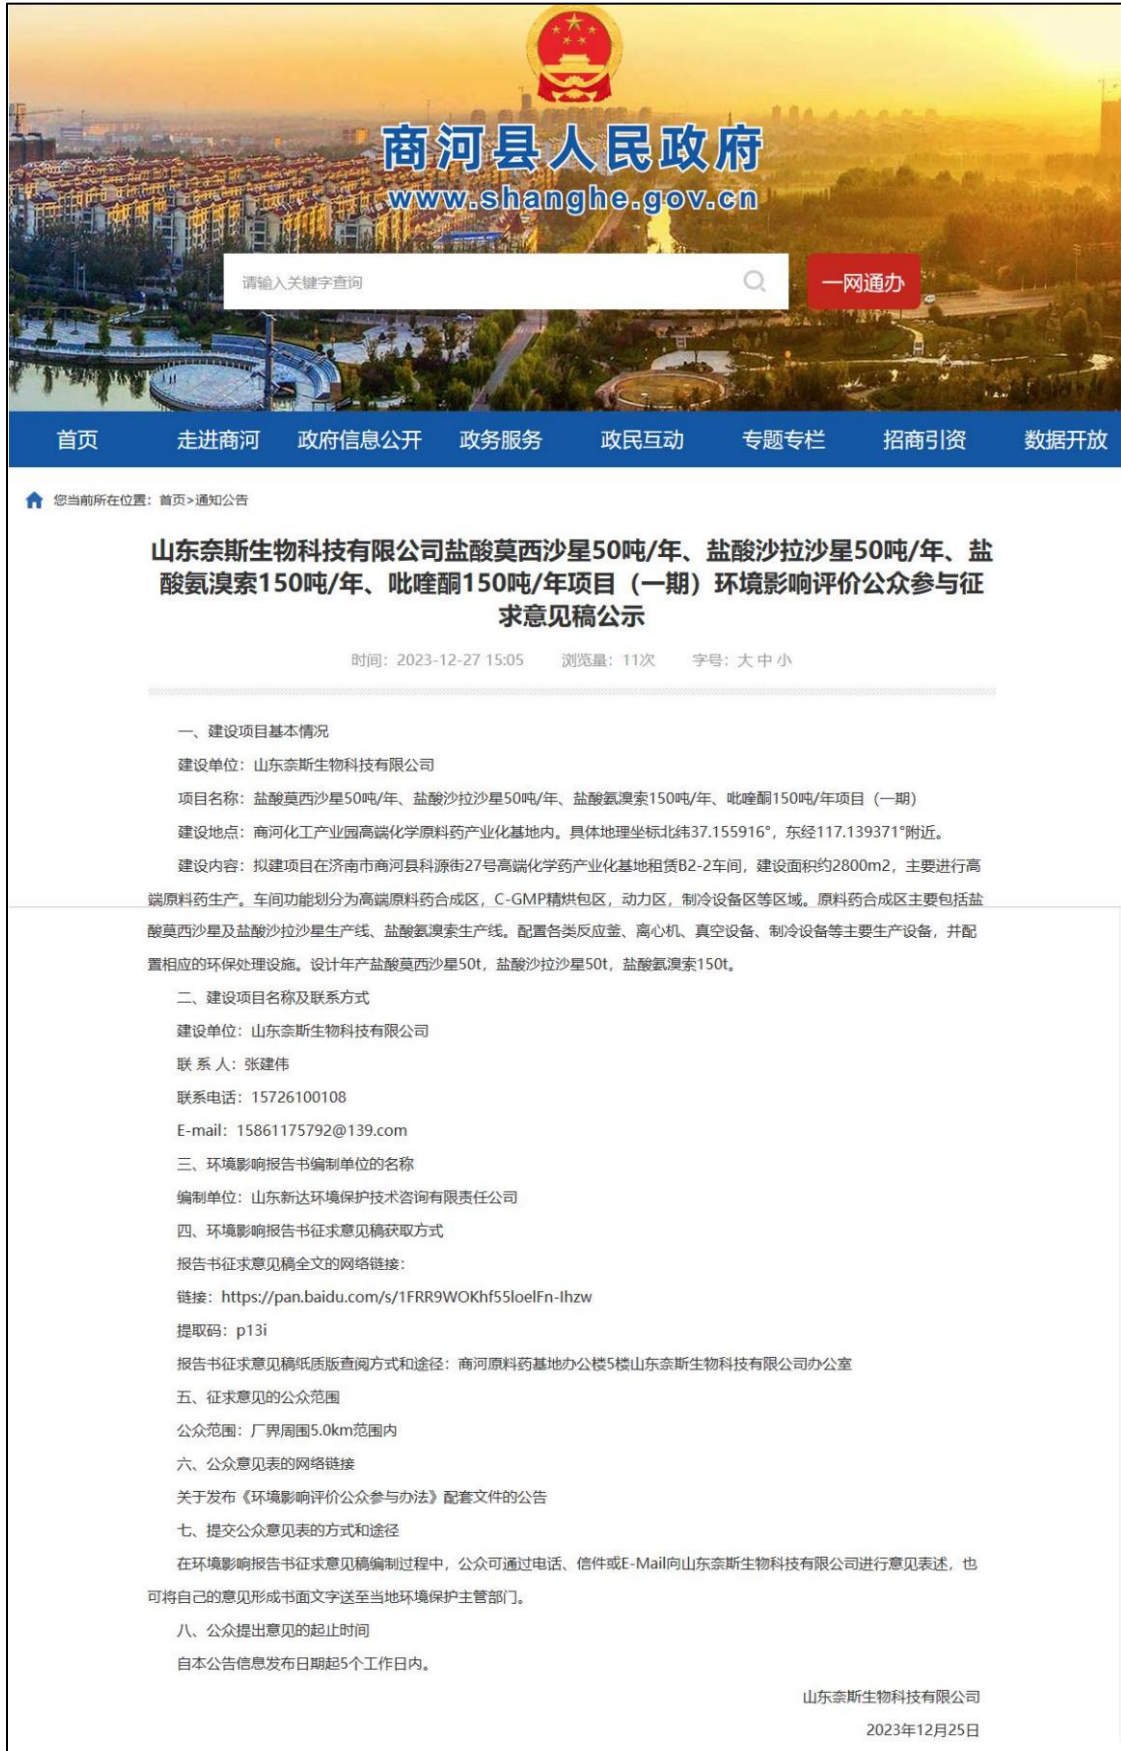 商河县人民政府
www.shanghe.gov.cn
请输入关键字查询
一网通办
首页 走进商河 政府信息公开 政务服务 政民互动 专题专栏 招商引资 数据开放
您当前所在位置：首页>通知公告
山东奈斯生物科技有限公司盐酸莫西沙星50吨/年、盐酸沙拉沙星50吨/年、盐
酸氨溴索150吨/年、吡喹酮150吨/年项目（一期）环境影响评价公众参与征
求意见稿公示
时间：2023-12-27 15:05 浏览量：11次 字号：大 中 小
一、建设项目基本情况
建设单位：山东奈斯生物科技有限公司
项目名称：盐酸莫西沙星50吨/年、盐酸沙拉沙星50吨/年、盐酸氨溴索150吨/年、吡喹酮150吨/年项目（一期）
建设地点：商河化工产业园高端化学原料药产业化基地内。具体地理坐标北纬37.155916°，东经117.139371°附近。
建设内容：拟建项目在济南市商河县科源街27号高端化学药产业化基地租赁B2-2车间，建设面积约2800m2，主要进行高
端原料药生产。车间功能划分为高端原料药合成区，C-GMP精烘包区，动力区，制冷设备区等区域。原料药合成区主要包括盐
酸莫西沙星及盐酸沙拉沙星生产线、盐酸氨溴索生产线。配置各类反应釜、离心机、真空设备、制冷设备等主要生产设备，并配
置相应的环保处理设施。设计年产盐酸莫西沙星50t，盐酸沙拉沙星50t，盐酸氨溴索150t。
二、建设项目名称及联系方式
建设单位：山东奈斯生物科技有限公司
联 系 人：张建伟
联系电话：15726100108
E-mail：15861175792@139.com
三、环境影响报告书编制单位的名称
编制单位：山东新达环境保护技术咨询有限责任公司
四、环境影响报告书征求意见稿获取方式
报告书征求意见稿全文的网络链接：
链接：https://pan.baidu.com/s/1FRR9WOKhf55loelFn-Ihzw
提取码：p13i
报告书征求意见稿纸质版查阅方式和途径：商河原料药基地办公楼5楼山东奈斯生物科技有限公司办公室
五、征求意见的公众范围
公众范围：厂界周围5.0km范围内
六、公众意见表的网络链接
关于发布《环境影响评价公众参与办法》配套文件的公告
七、提交公众意见表的方式和途径
在环境影响报告书征求意见稿编制过程中，公众可通过电话、信件或E-Mail向山东奈斯生物科技有限公司进行意见表述，也
可将自己的意见形成书面文字送至当地环境保护主管部门。
八、公众提出意见的起止时间
自本公告信息发布日期起5个工作日内。
山东奈斯生物科技有限公司
2023年12月25日